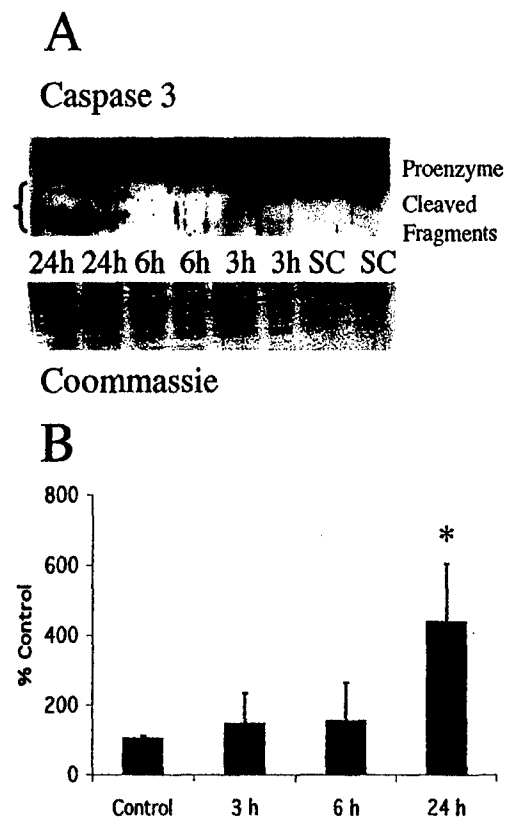 A
Caspase 3
Proenzyme
Cleaved
Fragments
24h 24h 6h 6h 3h 3h SC SC
Coommassie
B
800
600
400
200
0
% Control
*
Control 3 h 6 h 24 h